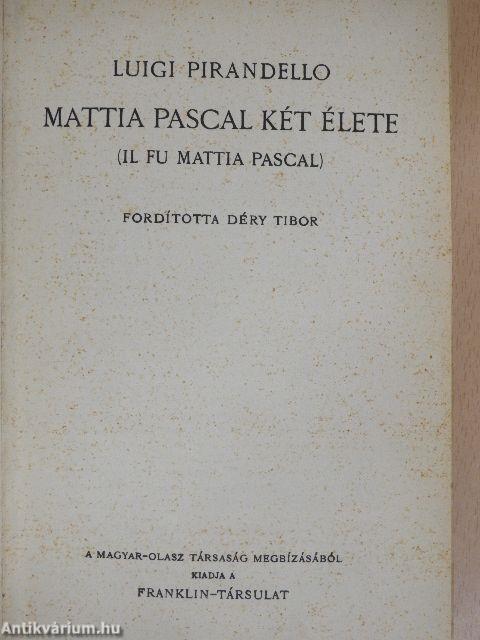 LUIGI PIRANDELLO
MATTIA PASCAL KÉT ÉLETE
(IL FU MATTIA PASCAL)
FORDÍTOTTA DÉRY TIBOR
A MAGYAR-OLASZ TÁRSASÁG MEGBÍZÁSÁBÓL
KIADJA A
FRANKLIN-TÁRSULAT
Antikvárium.hu